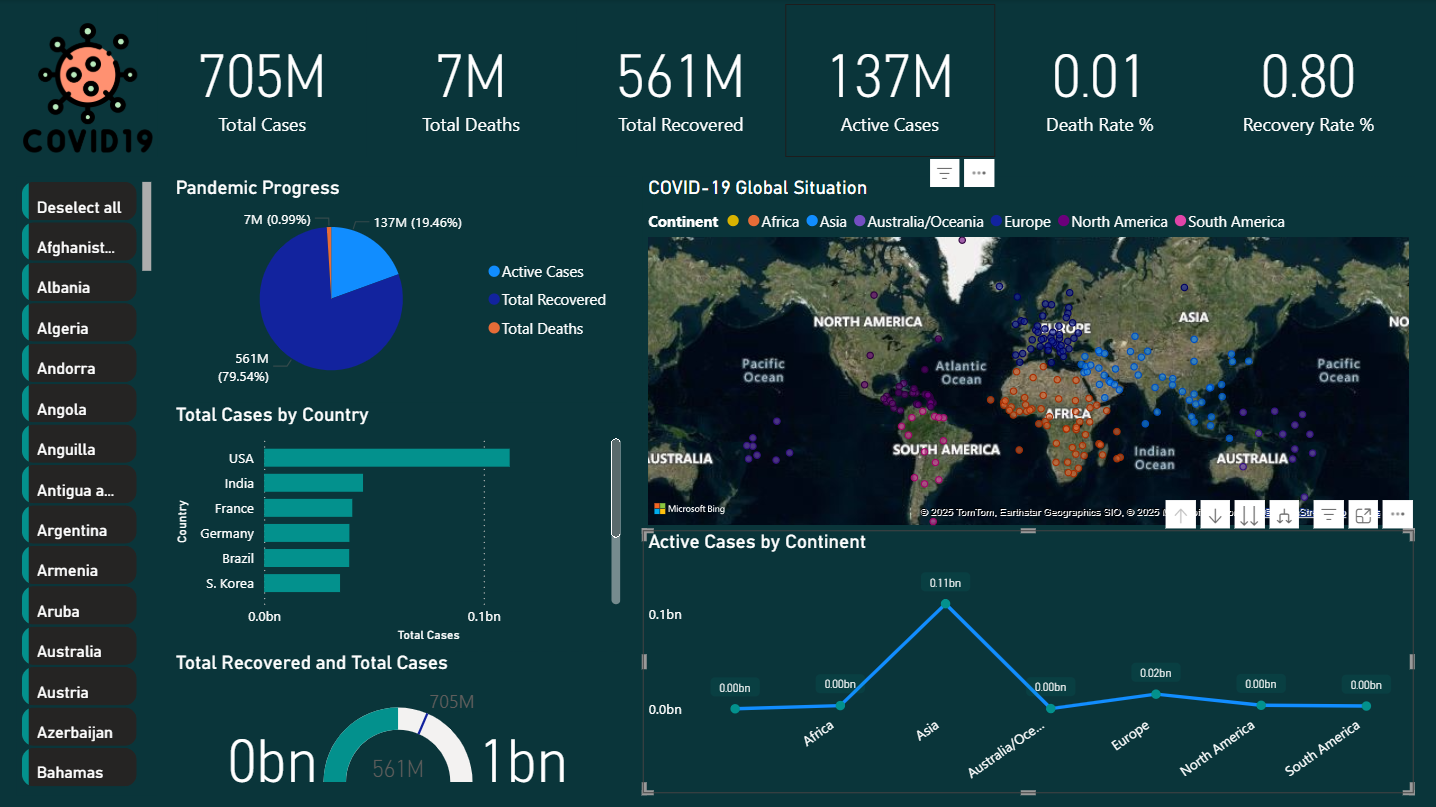 COVID19
705M
Total Cases
7M
Total Deaths
561M
Total Recovered
137M
Active Cases
0.01
Death Rate %
0.80
Recovery Rate %
Deselect all
Afghanist...
Albania
Algeria
Andorra
Angola
Anguilla
Antigua a...
Argentina
Armenia
Aruba
Australia
Austria
Azerbaijan
Bahamas
Pandemic Progress
7M (0.99%)
137M (19.46%)
561M
(79.54%)
Active Cases
Total Recovered
Total Deaths
Total Cases by Country
Country
USA
India
France
Germany
Brazil
S. Korea
0.0bn
0.1bn
Total Cases
Total Recovered and Total Cases
705M
0bn
561M
1bn
COVID-19 Global Situation
Continent
Africa
Asia
Australia/Oceania
Europe
North America
South America
NORTH AMERICA
EUROPE
ASIA
NO
Pacific
Ocean
Atlantic
Ocean
Pacific
Ocean
AFRICA
SOUTH AMERICA
Indian
Ocean
AUSTRALIA
AUSTRALIA
Microsoft Bing
© 2025 TomTom, Earthstar Geographics SIO, © 2025
Active Cases by Continent
0.1bn
0.0bn
0.00bn
0.00bn
0.11bn
0.00bn
0.02bn
0.00bn
0.00bn
Africa
Asia
Australia/Oce...
Europe
North America
South America